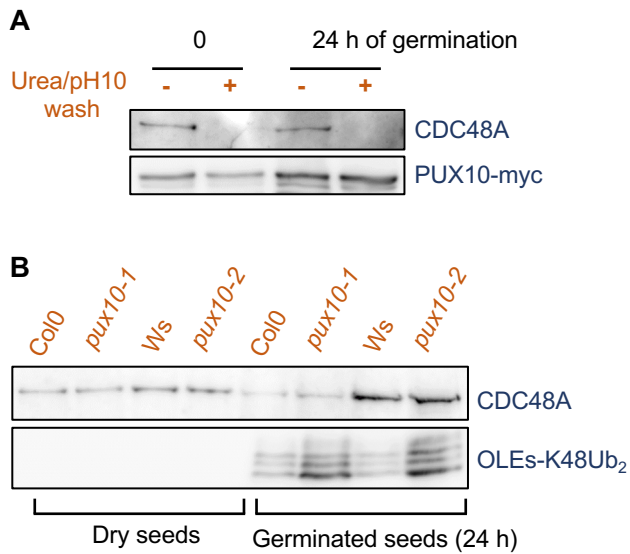 A
0 24 h of germination
Urea/pH10 - + - +
wash
CDC48A
PUX10-myc
B
Col0 pux10-1 Ws pux10-2 Col0 pux10-1 Ws pux10-2
CDC48A
OLEs-K48Ub₂
Dry seeds Germinated seeds (24 h)